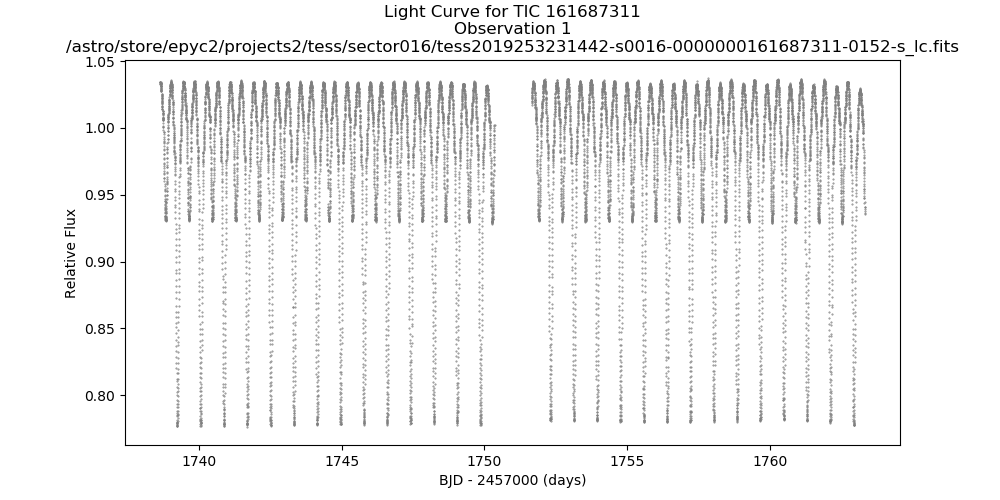 Light Curve for TIC 161687311
Observation 1
/astro/store/epyc2/projects2/tess/sector016/tess2019253231442-s0016-0000000161687311-0152-s_lc.fits
1.05
1.00
0.95
0.90
0.85
0.80
Relative Flux
1740
1745
1750
1755
1760
BJD - 2457000 (days)